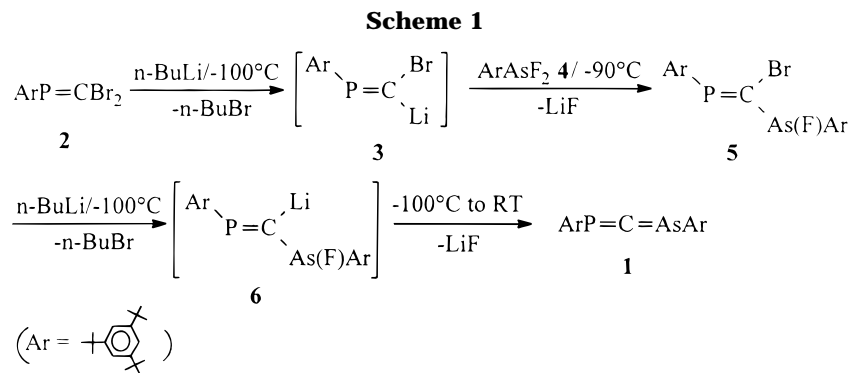 Scheme 1
ArP=CBr₂ n-BuLi/-100°C -n-BuBr [ Ar P=C Br Li ] ArAsF₂ 4/ -90°C -LiF Ar P=C Br As(F)Ar
2 3 5
n-BuLi/-100°C -n-BuBr [ Ar P=C Li As(F)Ar ] -100°C to RT -LiF ArP=C=AsAr
6 1
(Ar = )